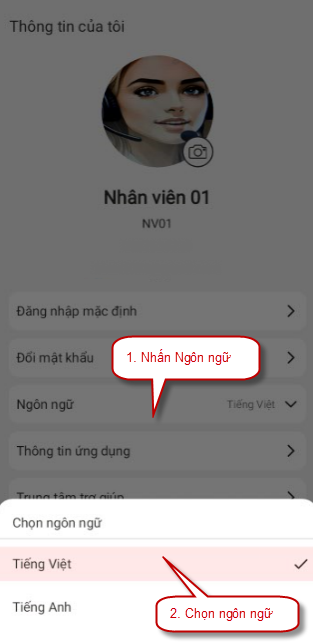 Thông tin của tôi
Nhân viên 01
NV01
Đăng nhập mặc định
Đổi mật khẩu
1. Nhấn Ngôn ngữ
Ngôn ngữ
Tiếng Việt
Thông tin ứng dụng
Trung tâm trợ giúp
Chọn ngôn ngữ
Tiếng Việt
Tiếng Anh
2. Chọn ngôn ngữ